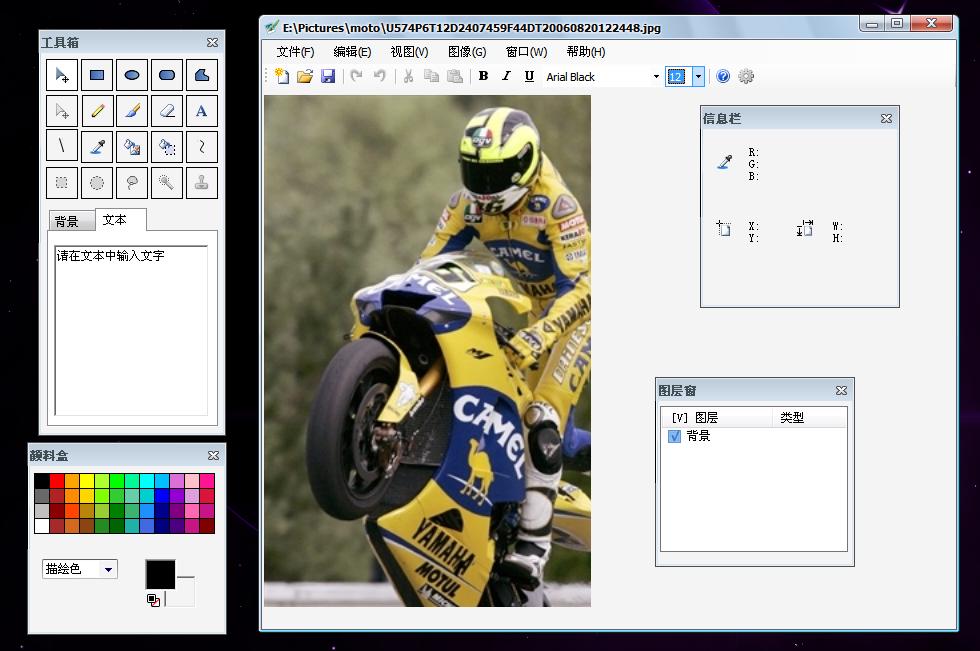 工具箱
A
背景
文本
请在文本中输入文字
颜料盒
描绘色
E:\Pictures\moto\U574P6T12D2407459F44DT20060820122448.jpg
文件(F) 编辑(E) 视图(V) 图像(G) 窗口(W) 帮助(H)
B I U Arial Black 12
AGV
CAMEL
YAMAHA
CAMEL
CAMEL
YAMAHA
MOTUL
信息栏
R:
G:
B:
X:
Y:
W:
H:
图层窗
[V] 图层 类型
背景